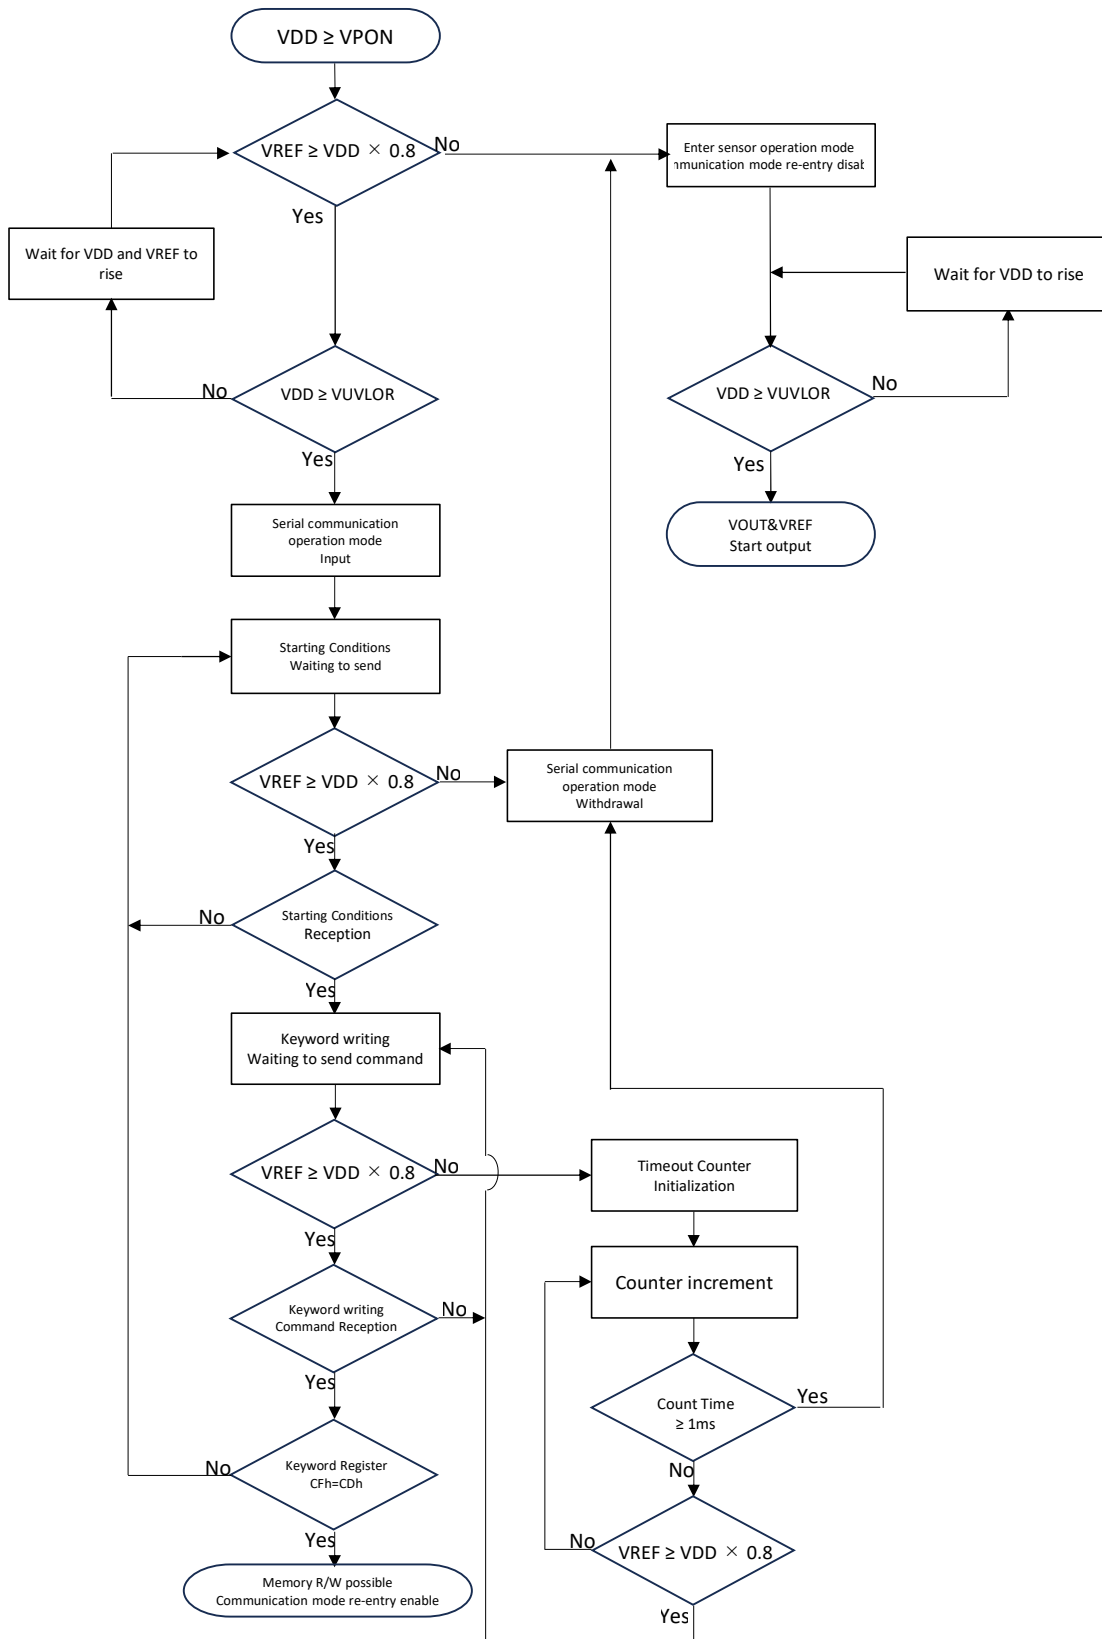 VDD ≥ VPON
VREF ≥ VDD × 0.8
No
Yes
Enter sensor operation mode
mmunication mode re-entry disab
Wait for VDD and VREF to
rise
Wait for VDD to rise
VDD ≥ VUVLOR
No
Yes
VDD ≥ VUVLOR
No
Yes
Serial communication
operation mode
Input
VOUT&VREF
Start output
Starting Conditions
Waiting to send
VREF ≥ VDD × 0.8
No
Yes
Serial communication
operation mode
Withdrawal
Starting Conditions
Reception
No
Yes
Keyword writing
Waiting to send command
VREF ≥ VDD × 0.8
No
Yes
Timeout Counter
Initialization
Counter increment
Keyword writing
Command Reception
No
Yes
Count Time
≥ 1ms
Yes
No
Keyword Register
CFh=CDh
No
Yes
VREF ≥ VDD × 0.8
No
Yes
Memory R/W possible
Communication mode re-entry enable